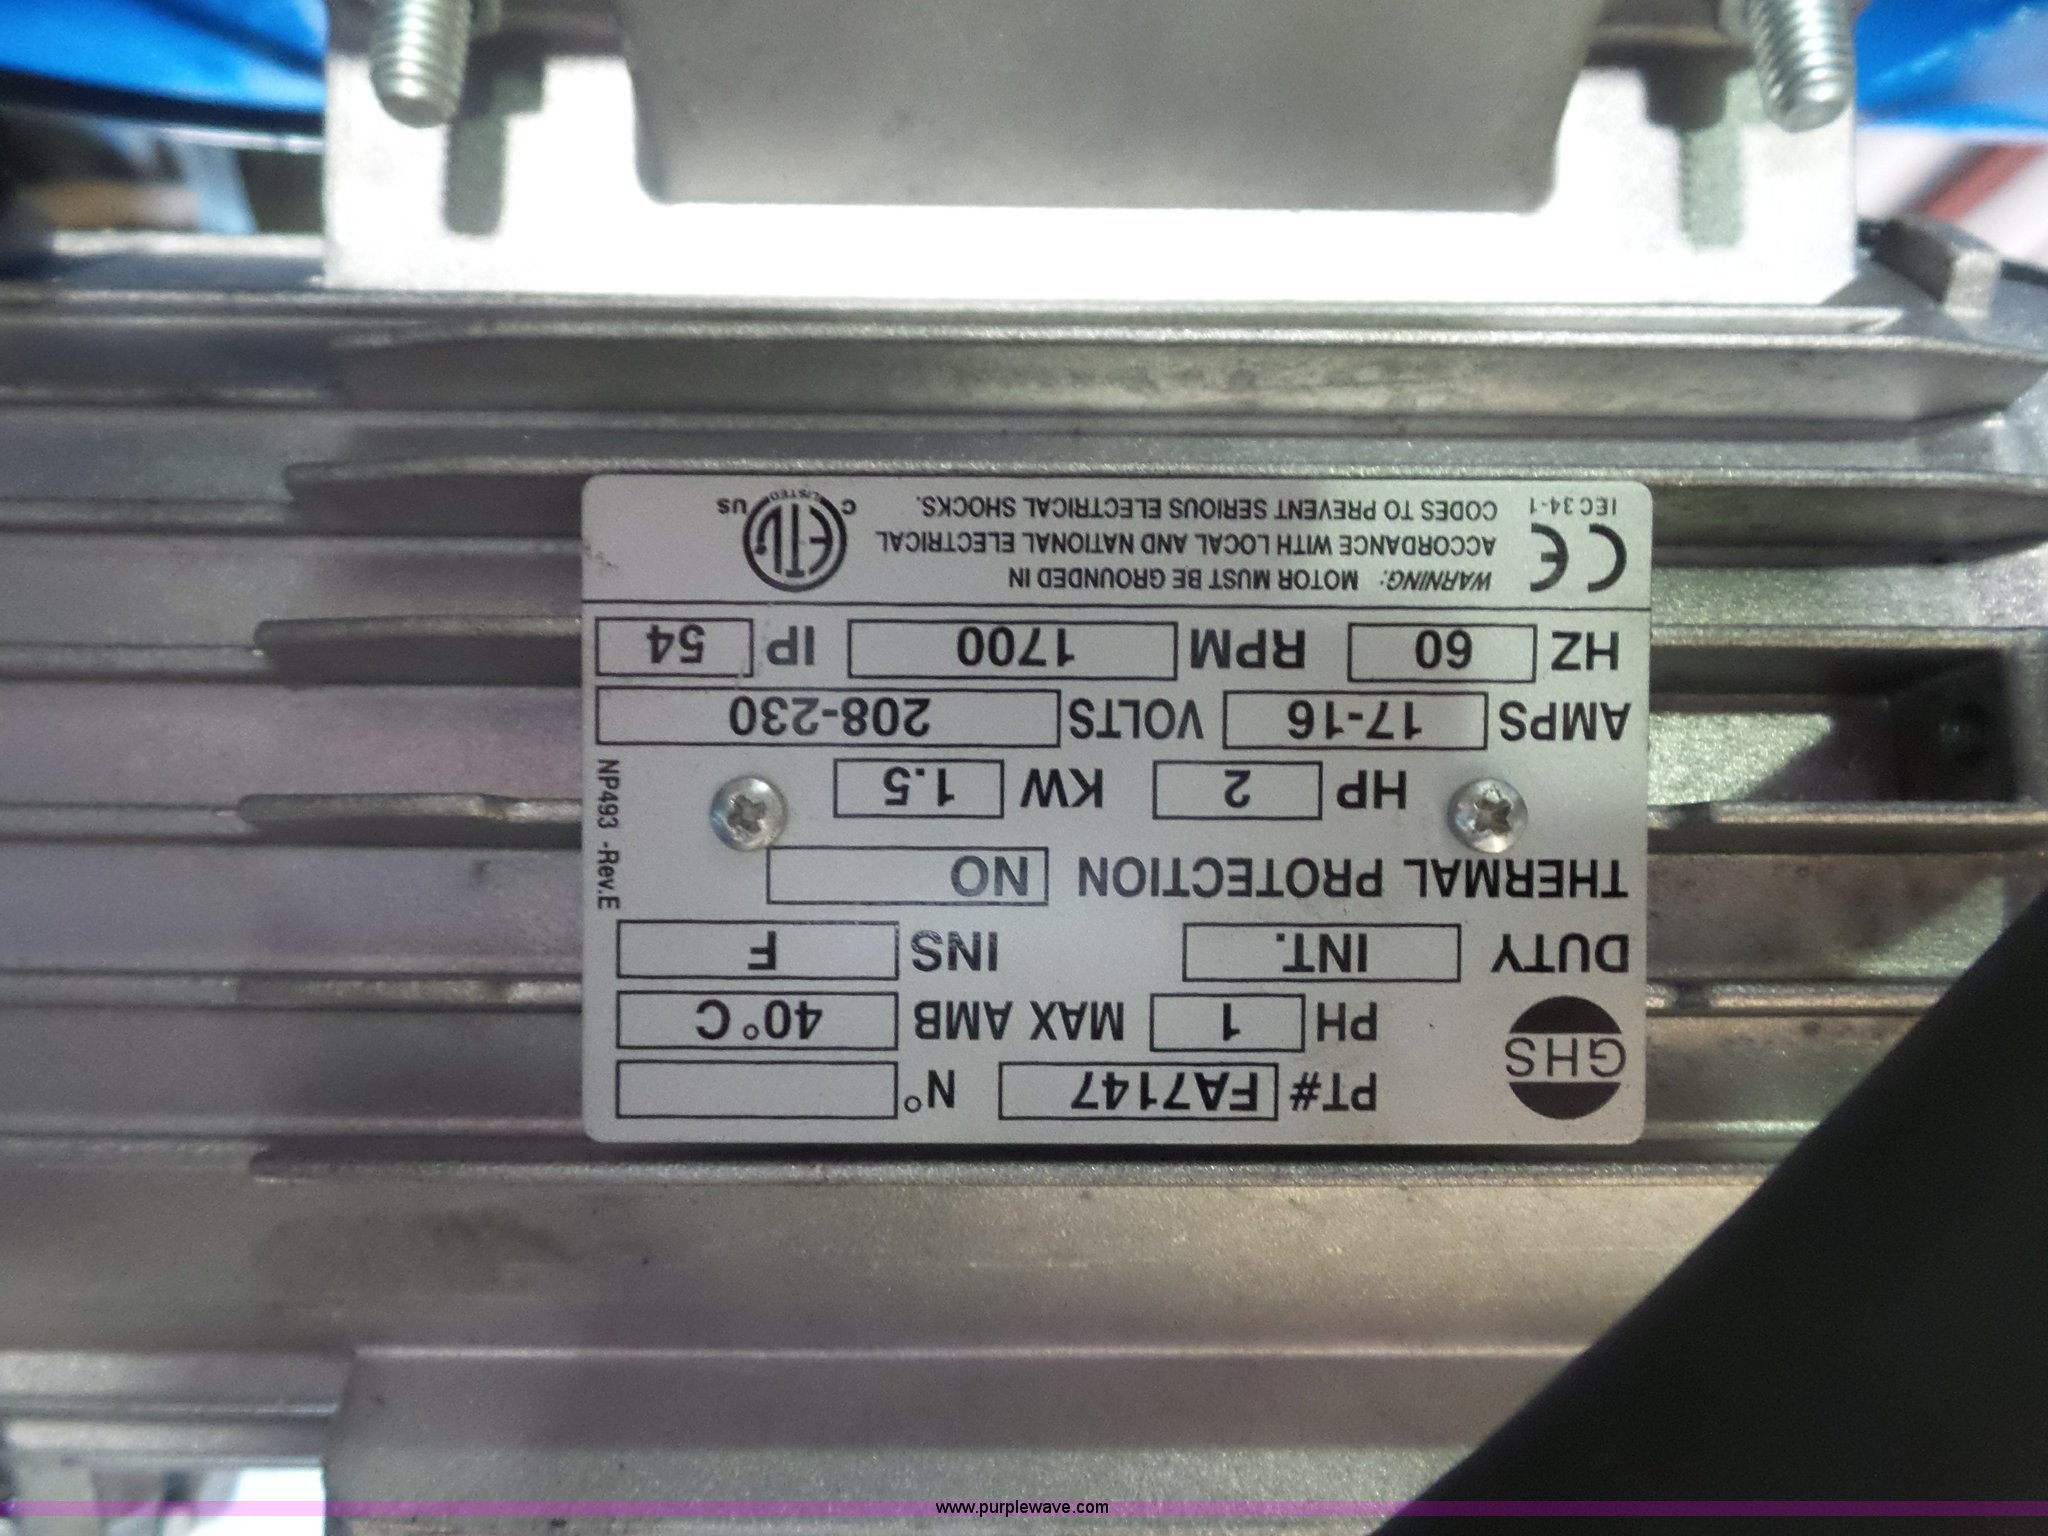 GHS
PT# FA7147 N°
PH 1 MAX AMB 40°C
DUTY INT. INS F
THERMAL PROTECTION NO
HP 2 KW 1.5
AMPS 17-16 VOLTS 208-230
HZ 60 RPM 1700 IP 54
NP493 -Rev.E
CE
IEC 34-1
WARNING: MOTOR MUST BE GROUNDED IN
ACCORDANCE WITH LOCAL AND NATIONAL ELECTRICAL
CODES TO PREVENT SERIOUS ELECTRICAL SHOCKS.
ETL
C LISTED US
www.purplewave.com